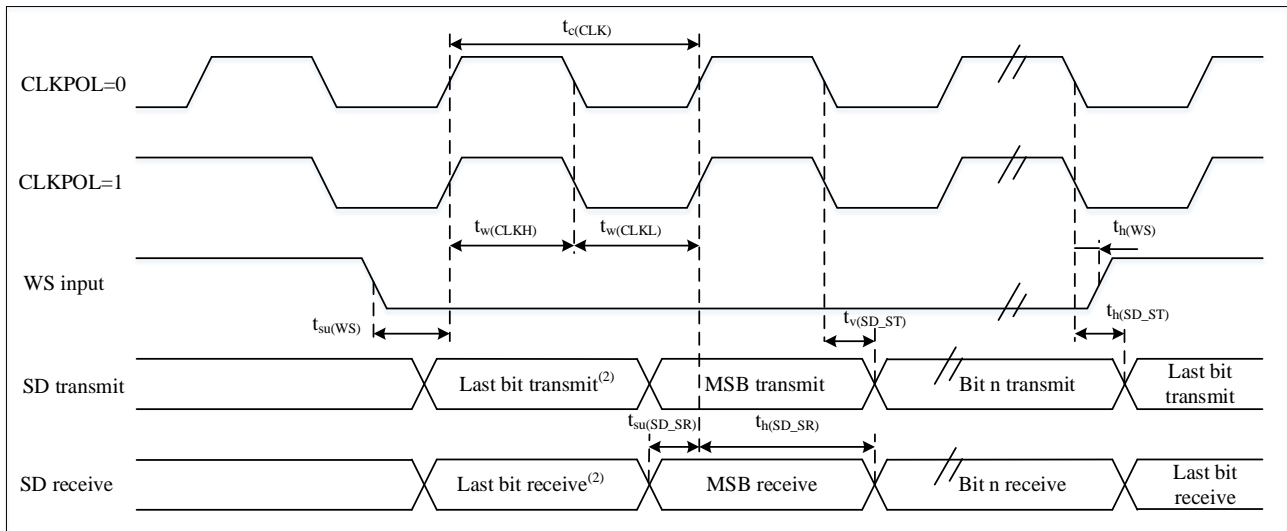 t_c(CLK)
CLKPOL=0
CLKPOL=1
t_w(CLKH)
t_w(CLKL)
t_h(WS)
WS input
t_su(WS)
t_v(SD_ST)
t_h(SD_ST)
SD transmit
Last bit transmit(2)
MSB transmit
Bit n transmit
Last bit
transmit
t_su(SD_SR)
t_h(SD_SR)
SD receive
Last bit receive(2)
MSB receive
Bit n receive
Last bit
receive